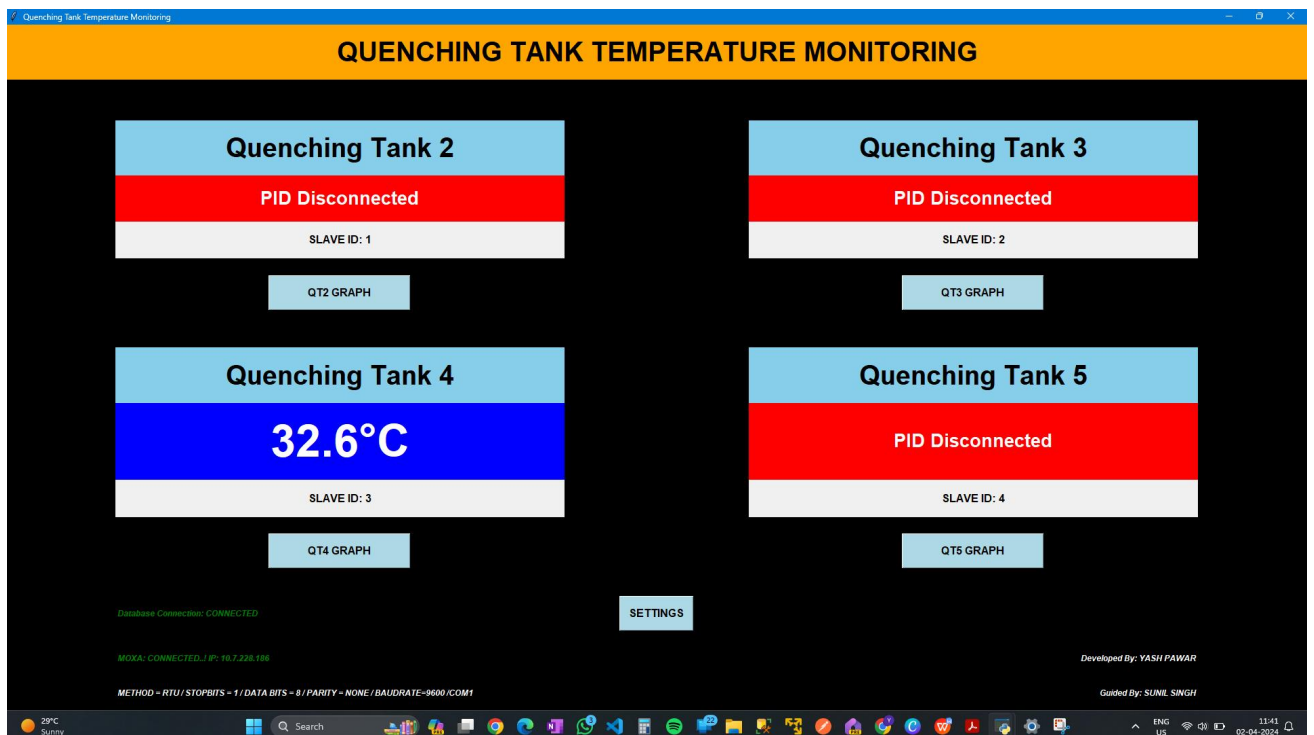 Quenching Tank Temperature Monitoring
QUENCHING TANK TEMPERATURE MONITORING
Quenching Tank 2
PID Disconnected
SLAVE ID: 1
QT2 GRAPH
Quenching Tank 3
PID Disconnected
SLAVE ID: 2
QT3 GRAPH
Quenching Tank 4
32.6°C
SLAVE ID: 3
QT4 GRAPH
Quenching Tank 5
PID Disconnected
SLAVE ID: 4
QT5 GRAPH
Database Connection: CONNECTED
SETTINGS
MOXA: CONNECTED..! IP: 10.7.228.186
Developed By: YASH PAWAR
METHOD = RTU / STOPBITS = 1 / DATA BITS = 8 / PARITY = NONE / BAUDRATE=9600 /COM1
Guided By: SUNIL SINGH
29°C
Sunny
Search
22
ENG
US
11:41
02-04-2024